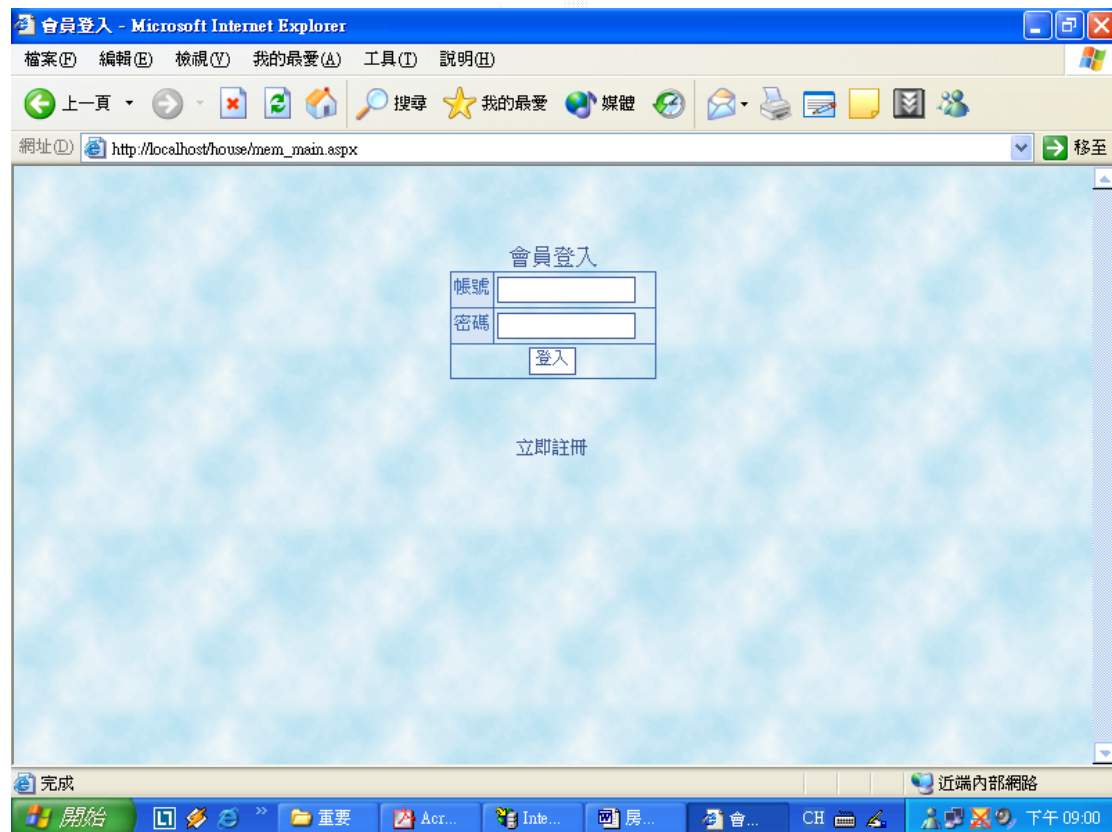 會員登入 - Microsoft Internet Explorer
檔案(F) 編輯(E) 檢視(V) 我的最愛(A) 工具(T) 說明(H)
上一頁 搜尋 我的最愛 媒體
網址(D) http://localhost/house/mem_main.aspx 移至
會員登入
帳號
密碼
登入
立即註冊
完成 近端內部網路
開始 » 重要 Acr... Inte... 房... 會... CH 下午 09:00